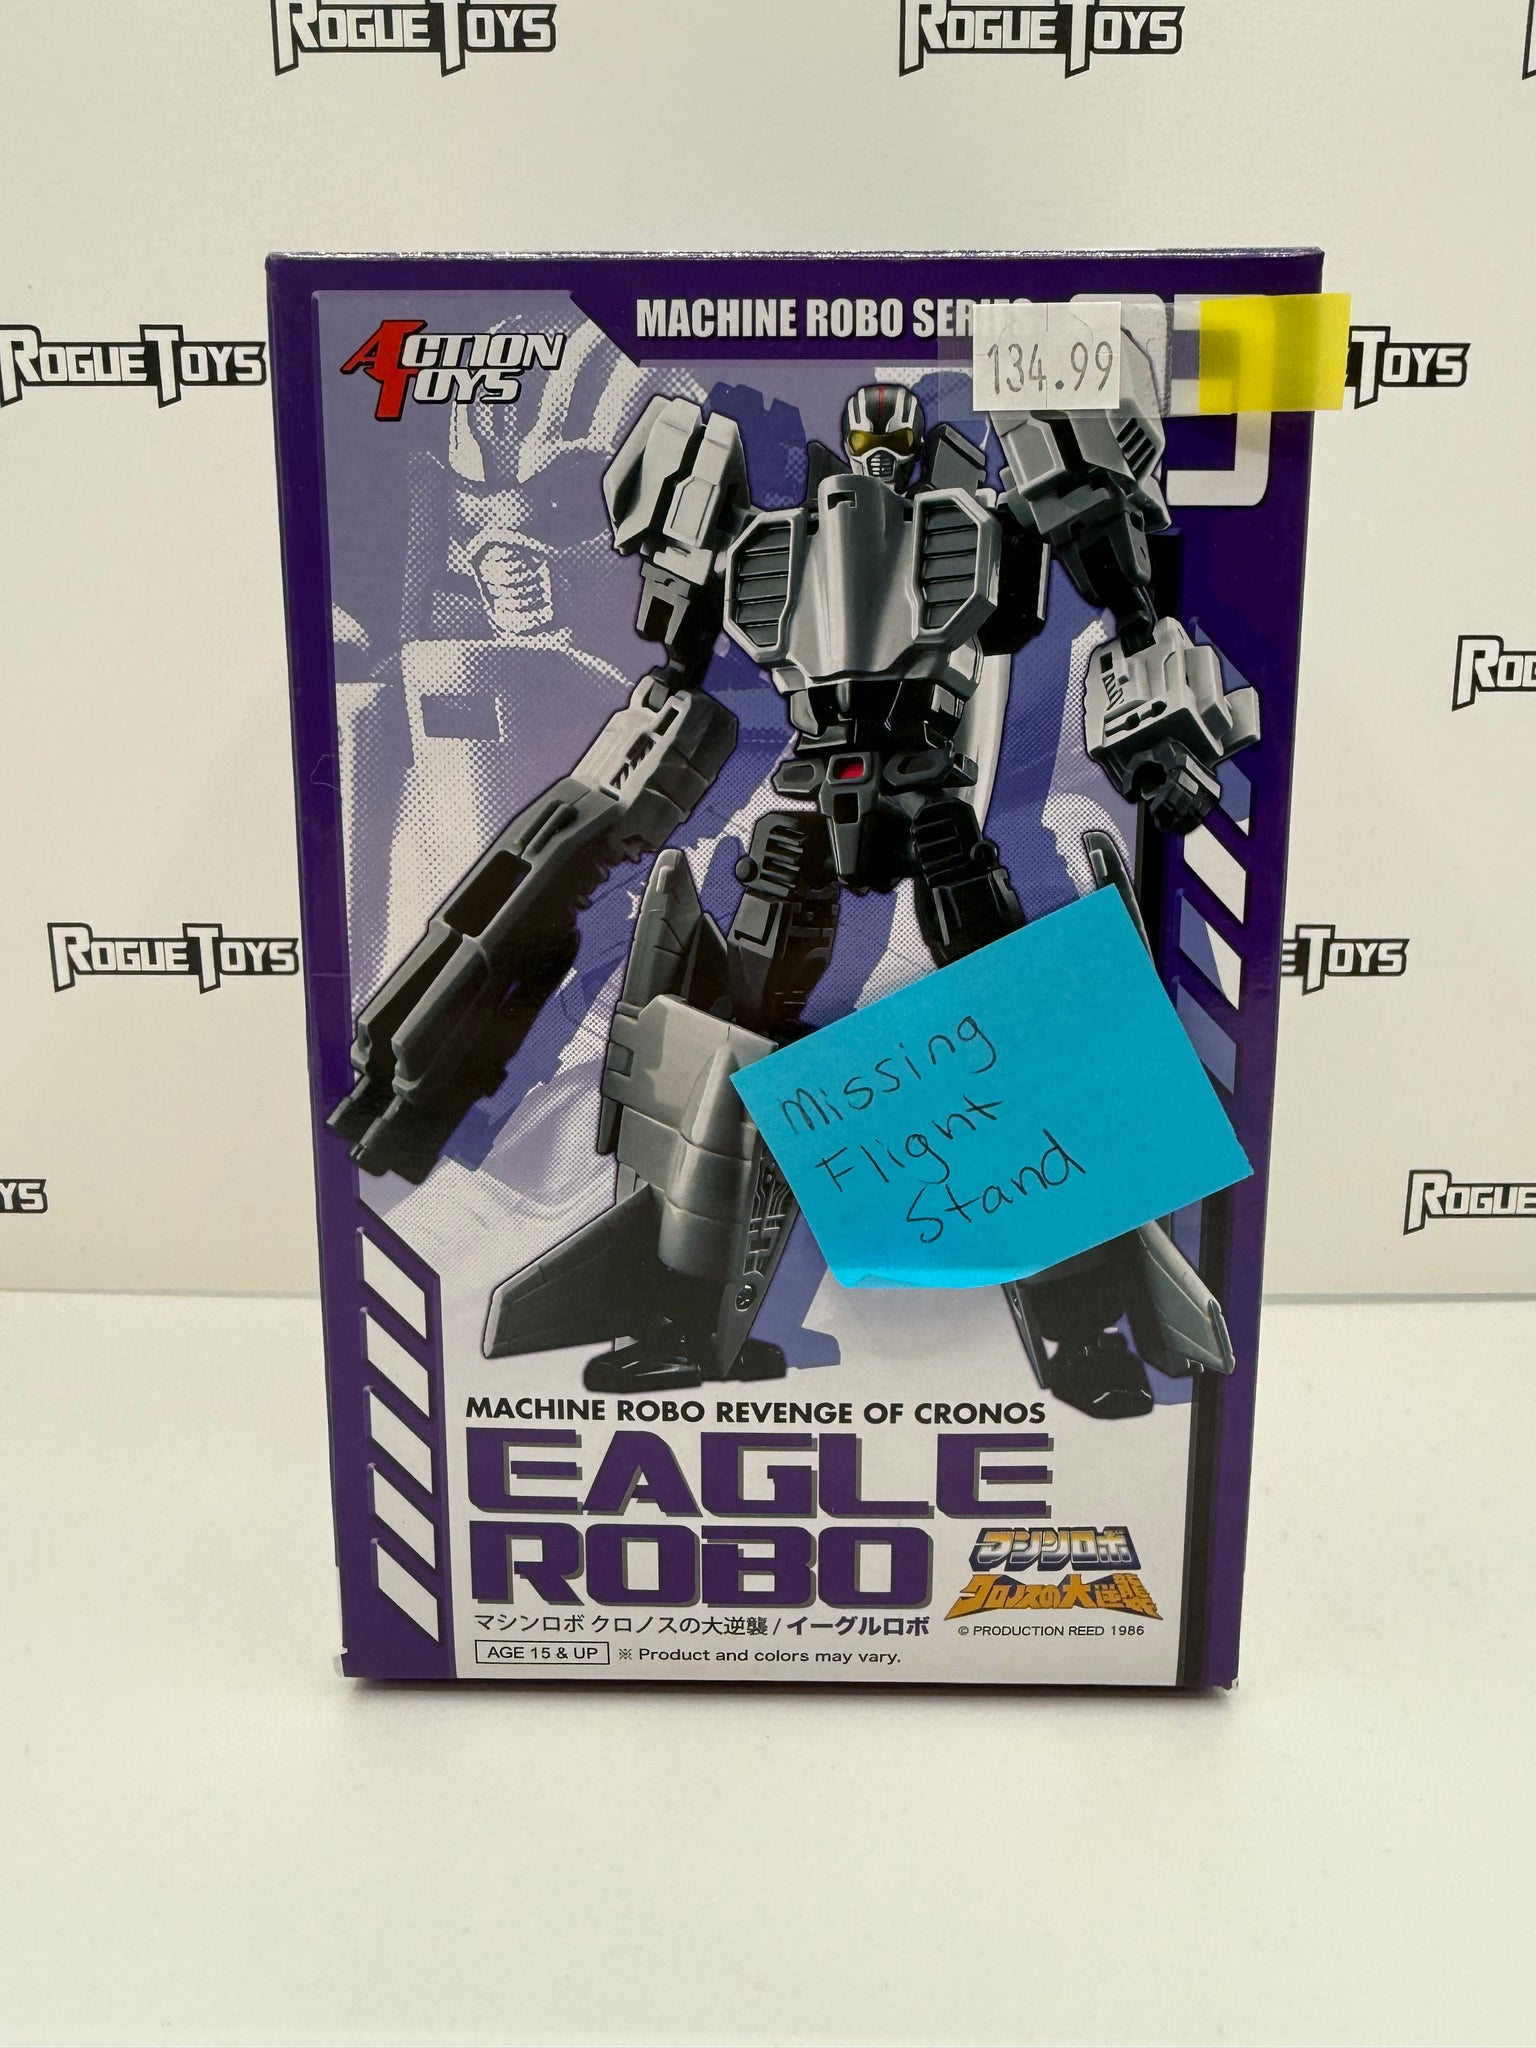 ROGUE TOYS
ROGUE TOYS
ROGUE TOYS
TOYS
ROGUE TOYS
TOYS
YS
ROGUE
ACTION
TOYS
MACHINE ROBO SERIES
134.99
Missing
Flight
Stand
MACHINE ROBO REVENGE OF CRONOS
EAGLE
ROBO
マシンロボ
クロノスの大逆襲
マシンロボ クロノスの大逆襲 / イーグルロボ
© PRODUCTION REED 1986
AGE 15 & UP ※ Product and colors may vary.